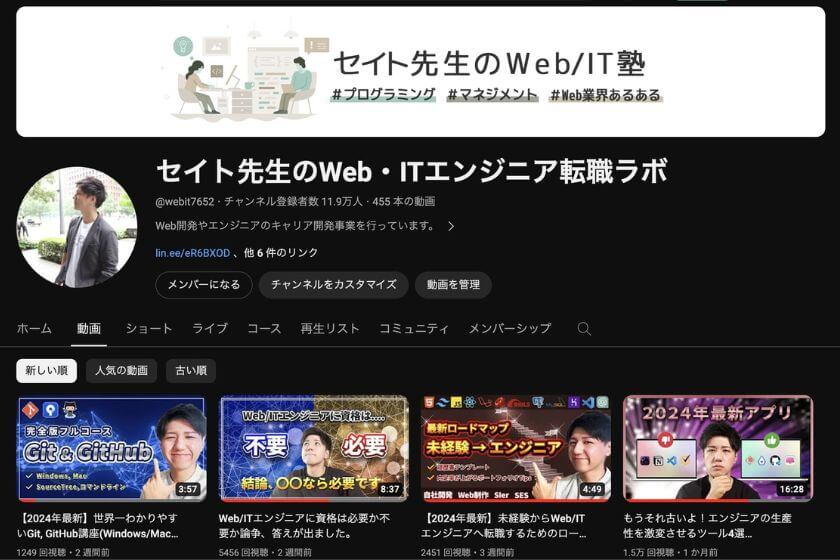 セイト先生のWeb/IT塾
#プログラミング #マネジメント #Web業界あるある
セイト先生のWeb・ITエンジニア転職ラボ
@webit7652・チャンネル登録者数 11.9万人・455 本の動画
Web開発やエンジニアのキャリア開発事業を行っています。
lin.ee/eR6BXOD 、他 6 件のリンク
メンバーになる チャンネルをカスタマイズ 動画を管理
ホーム 動画 ショート ライブ コース 再生リスト コミュニティ メンバーシップ
新しい順 人気の動画 古い順
完全版フルコース
Git & GitHub
Windows, Mac
SourceTree,コマンドライン
3:57
Web/ITエンジニアに資格は....
不要 必要
結論、〇〇なら必要です
8:37
最新ロードマップ
未経験→エンジニア
自社開発 Web制作 SIer SES
4:49
2024年最新アプリ
16:28
【2024年最新】世界一わかりやす
いGit, GitHub講座(Windows/Mac...
1249 回視聴・2 週間前
Web/ITエンジニアに資格は必要か不
要か論争、答えが出ました。
5456 回視聴・2 週間前
【2024年最新】未経験からWeb/IT
エンジニアへ転職するためのロー...
2451 回視聴・3 週間前
もうそれ古いよ!エンジニアの生産
性を激変させるツール4選...
1.5万 回視聴・1 か月前